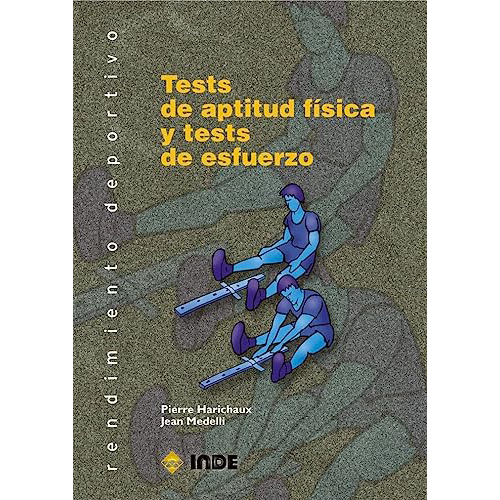 Tests
de aptitud física
y tests
de esfuerzo
rendimiento deportivo
Pierre Harichaux
Jean Medelli
INDE